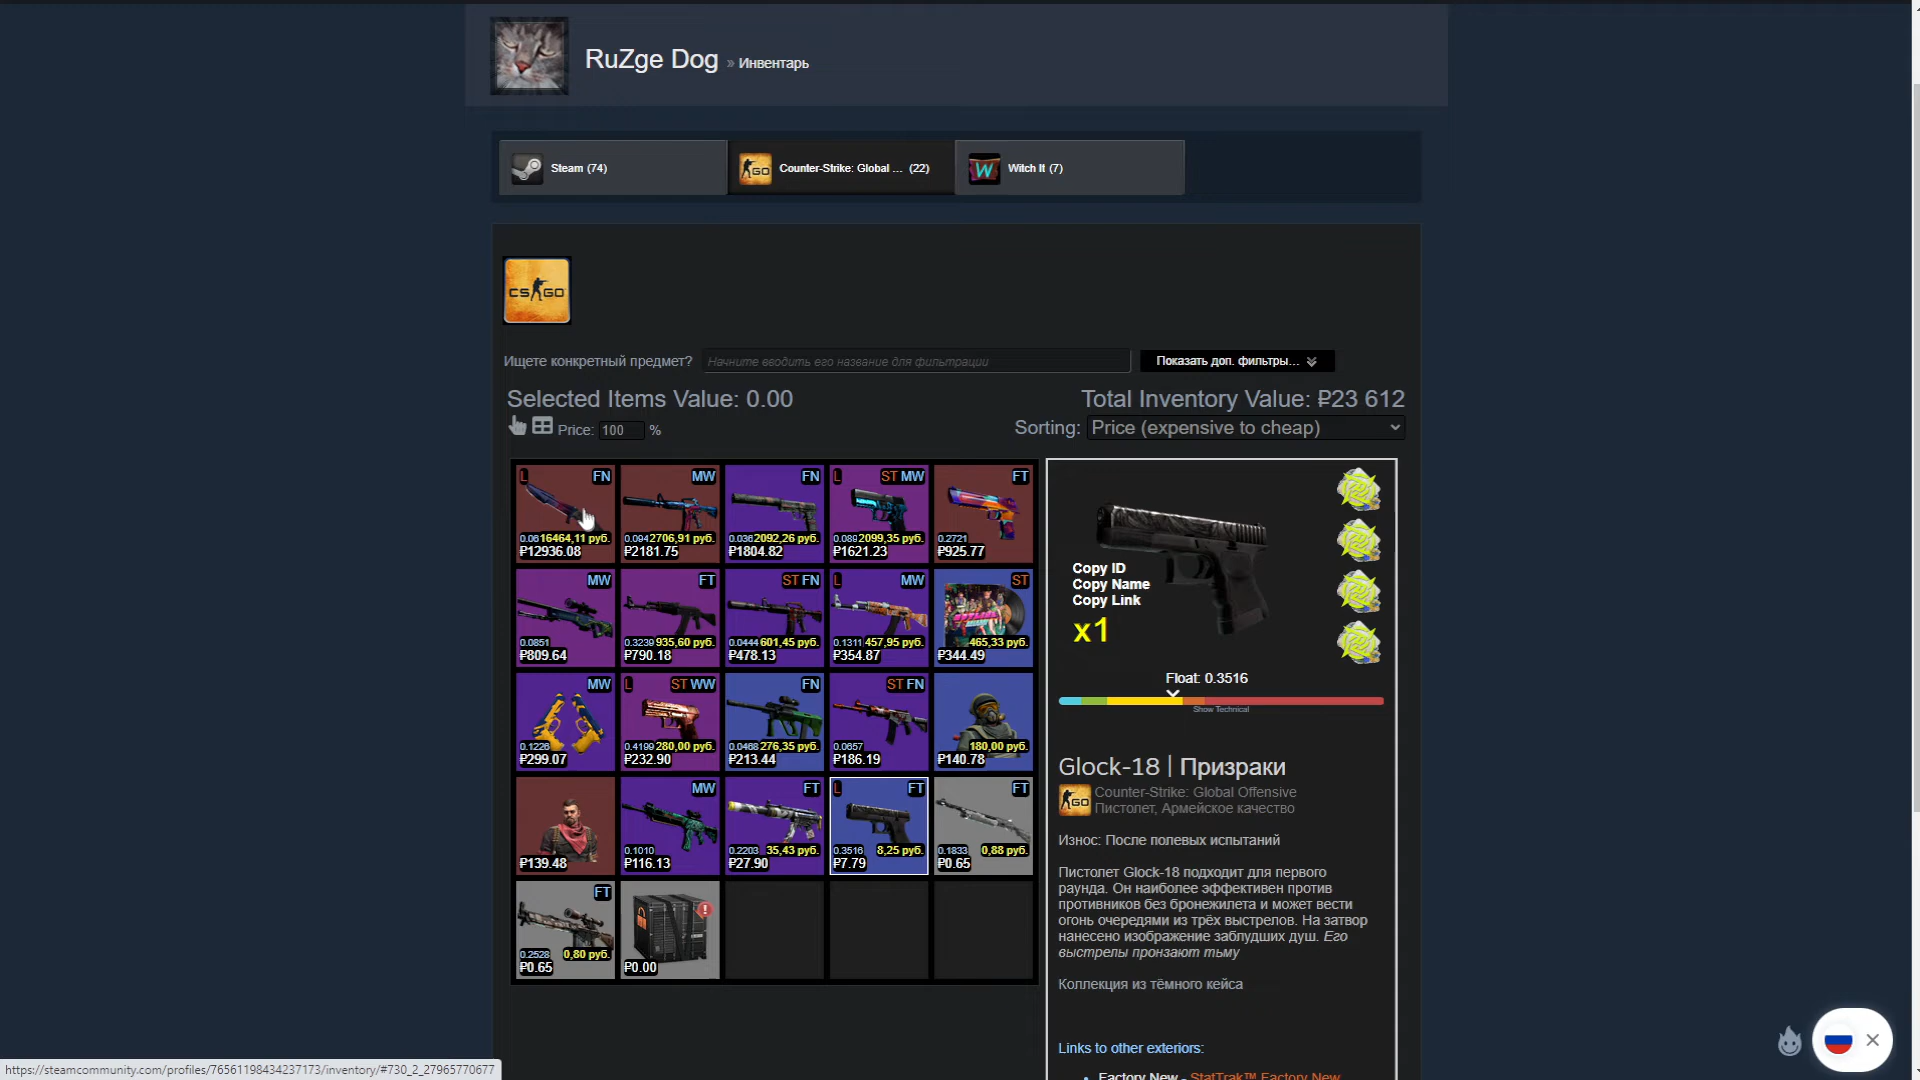 RuZge Dog » Инвентарь
Steam (74)
Counter-Strike: Global ... (22)
Witch It (7)
CS GO
Ищете конкретный предмет?
Начните вводить его название для фильтрации
Показать доп. фильтры...
Selected Items Value: 0.00
Total Inventory Value: ₽23 612
Price: 100 %
Sorting: Price (expensive to cheap)
L FN
0.06 16464,11 руб.
₽12936.08
MW
0.094 2706,91 руб.
₽2181.75
FN
0.036 2092,26 руб.
₽1804.82
L ST MW
0.089 2099,35 руб.
₽1621.23
FT
0.2721
₽925.77
MW
0.0851
₽809.64
FT
0.3239 935,60 руб.
₽790.18
ST FN
0.0444 601,45 руб.
₽478.13
L MW
0.1311 457,95 руб.
₽354.87
ST
465,33 руб.
₽344.49
MW
0.1226
₽299.07
L ST WW
0.4199 280,00 руб.
₽232.90
FN
0.0468 276,35 руб.
₽213.44
ST FN
0.0657
₽186.19
180,00 руб.
₽140.78
₽139.48
MW
0.1010
₽116.13
FT
0.2203 35,43 руб.
₽27.90
L FT
0.3516 8,25 руб.
₽7.79
FT
0.1833 0,88 руб.
₽0.65
FT
0.2528 0,80 руб.
₽0.65
₽0.00
Copy ID
Copy Name
Copy Link
x1
Float: 0.3516
Show Technical
Glock-18 | Призраки
Counter-Strike: Global Offensive
Пистолет, Армейское качество
Износ: После полевых испытаний
Пистолет Glock-18 подходит для первого
раунда. Он наиболее эффективен против
противников без бронежилета и может вести
огонь очередями из трёх выстрелов. На затвор
нанесено изображение заблудших душ. Его
выстрелы пронзают тьму
Коллекция из тёмного кейса
Links to other exteriors:
• Factory New - StatTrak™ Factory New
https://steamcommunity.com/profiles/76561198434237173/inventory/#730_2_27965770677